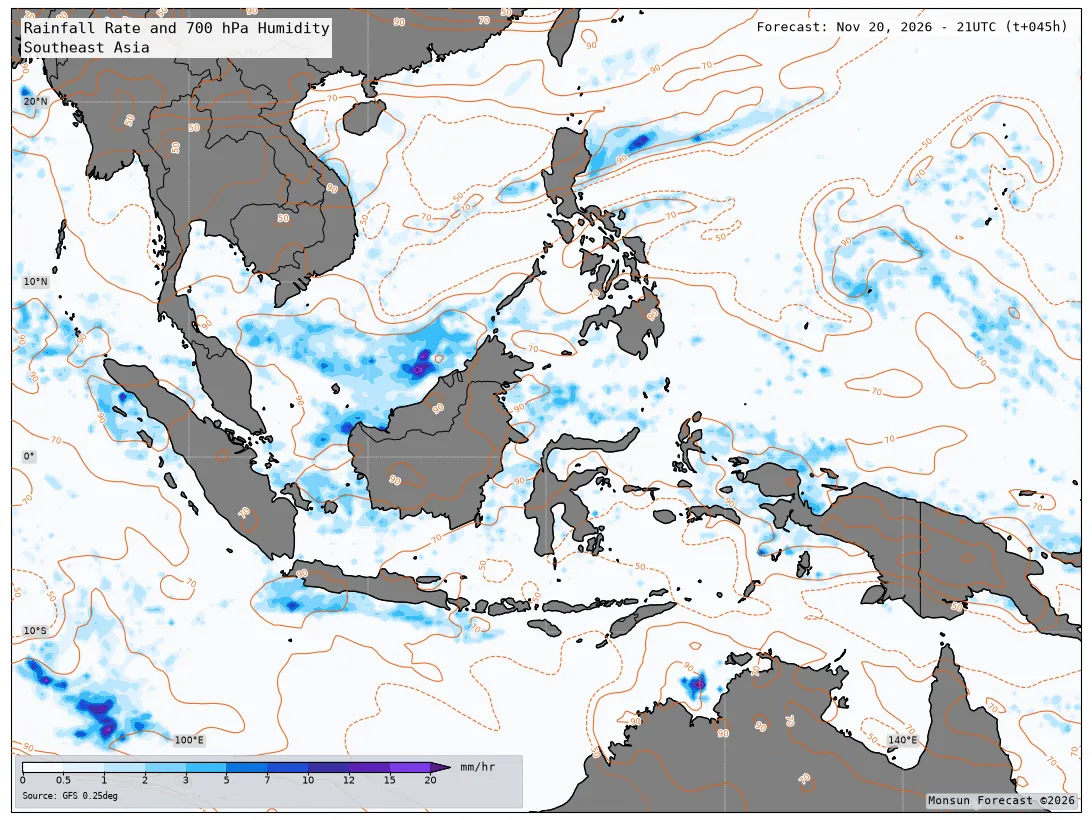 Rainfall Rate and 700 hPa Humidity
Southeast Asia
Forecast: Nov 20, 2026 - 21UTC (t+045h)
20°N
10°N
0°
10°S
100°E
140°E
0 0.5 1 2 3 5 7 10 12 15 20 mm/hr
Source: GFS 0.25deg
Monsun Forecast ©2026